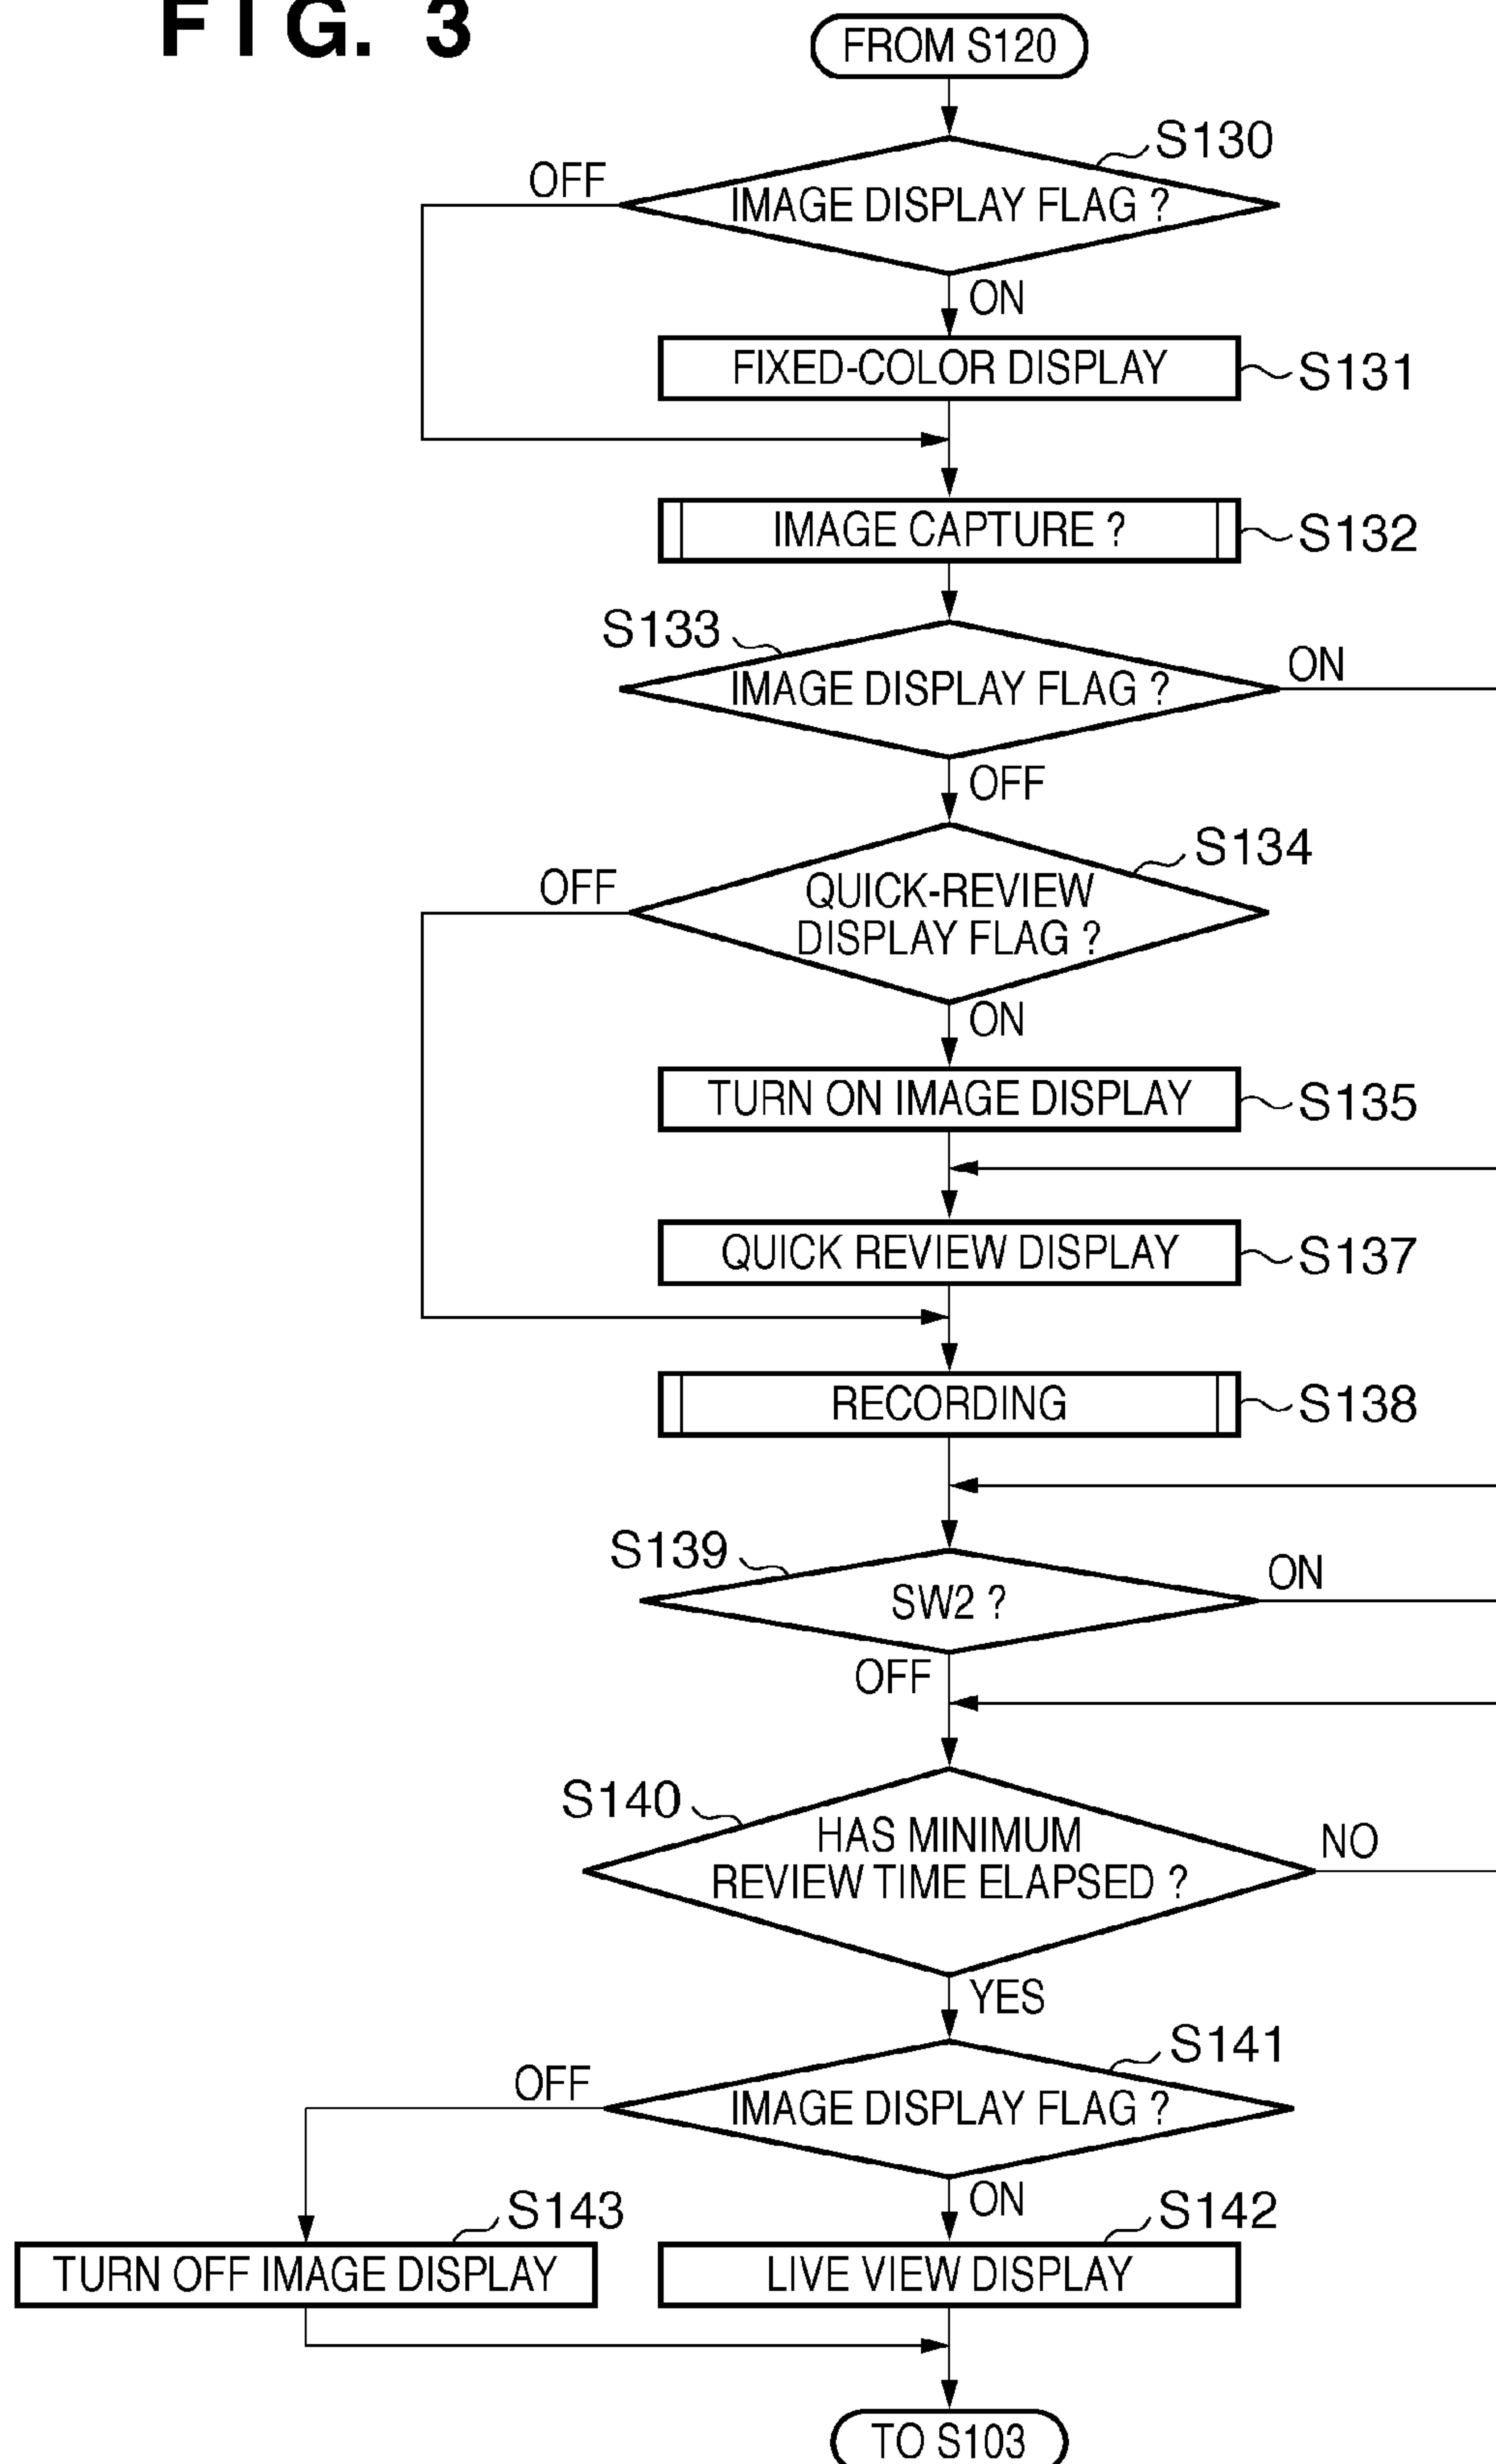 FIG. 3
FROM S120
S130
OFF
IMAGE DISPLAY FLAG ?
ON
FIXED-COLOR DISPLAY
S131
IMAGE CAPTURE ?
S132
S133
ON
IMAGE DISPLAY FLAG ?
OFF
S134
OFF
QUICK-REVIEW
DISPLAY FLAG ?
ON
TURN ON IMAGE DISPLAY
S135
QUICK REVIEW DISPLAY
S137
RECORDING
S138
S139
ON
SW2 ?
OFF
S140
HAS MINIMUM
REVIEW TIME ELAPSED ?
NO
YES
S141
OFF
IMAGE DISPLAY FLAG ?
ON
S143
S142
TURN OFF IMAGE DISPLAY
LIVE VIEW DISPLAY
TO S103